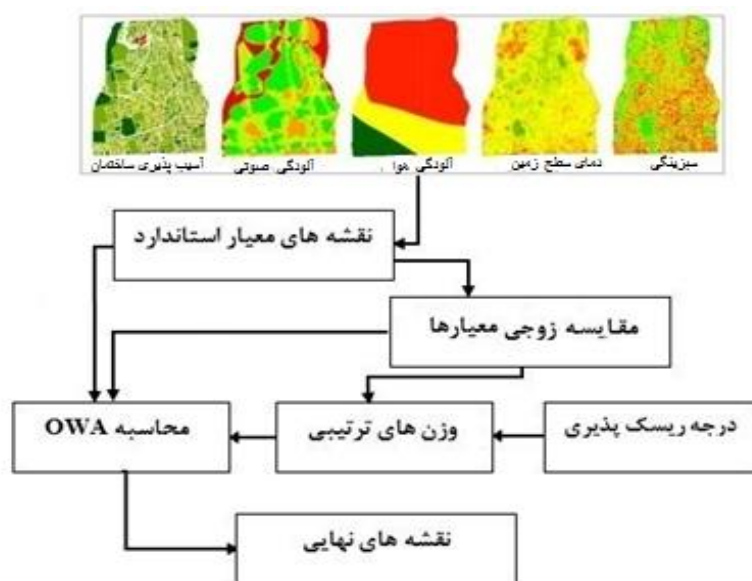 سبزینگی
دمای سطح زمین
آلودگی هوا
آلودگی صوتی
آسیب پذیری ساختمان
نقشه های معیار استاندارد
مقایسه زوجی معیارها
درجه ریسک پذیری
وزن های ترتیبی
محاسبه OWA
نقشه های نهایی